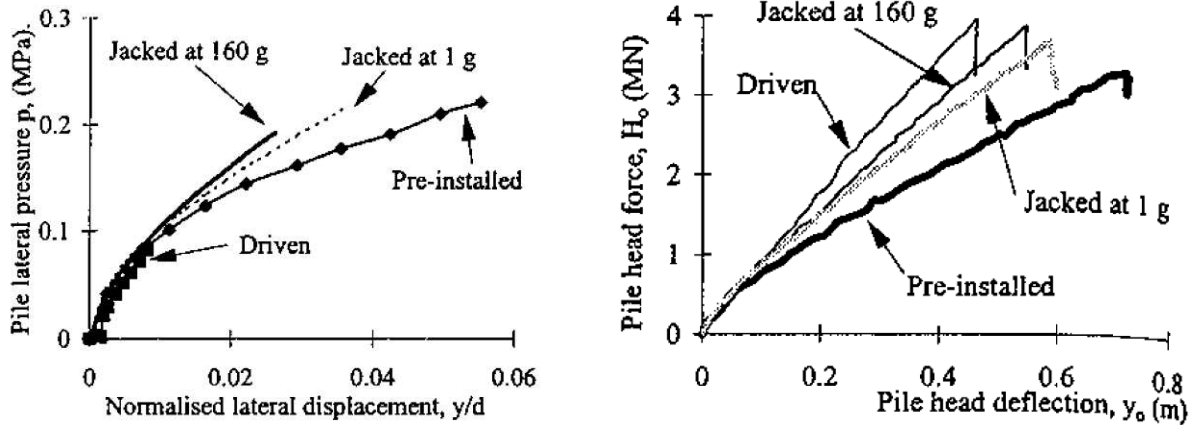 Pile lateral pressure p, (MPa).
0.3
0.2
0.1
0
Jacked at 160 g
Jacked at 1 g
Pre-installed
Driven
0
0.02
0.04
0.06
Normalised lateral displacement, y/d
Pile head force, Ho (MN)
4
3
2
1
0
Jacked at 160 g
Driven
Jacked at 1 g
Pre-installed
0
0.2
0.4
0.6
0.8
Pile head deflection, yo (m)